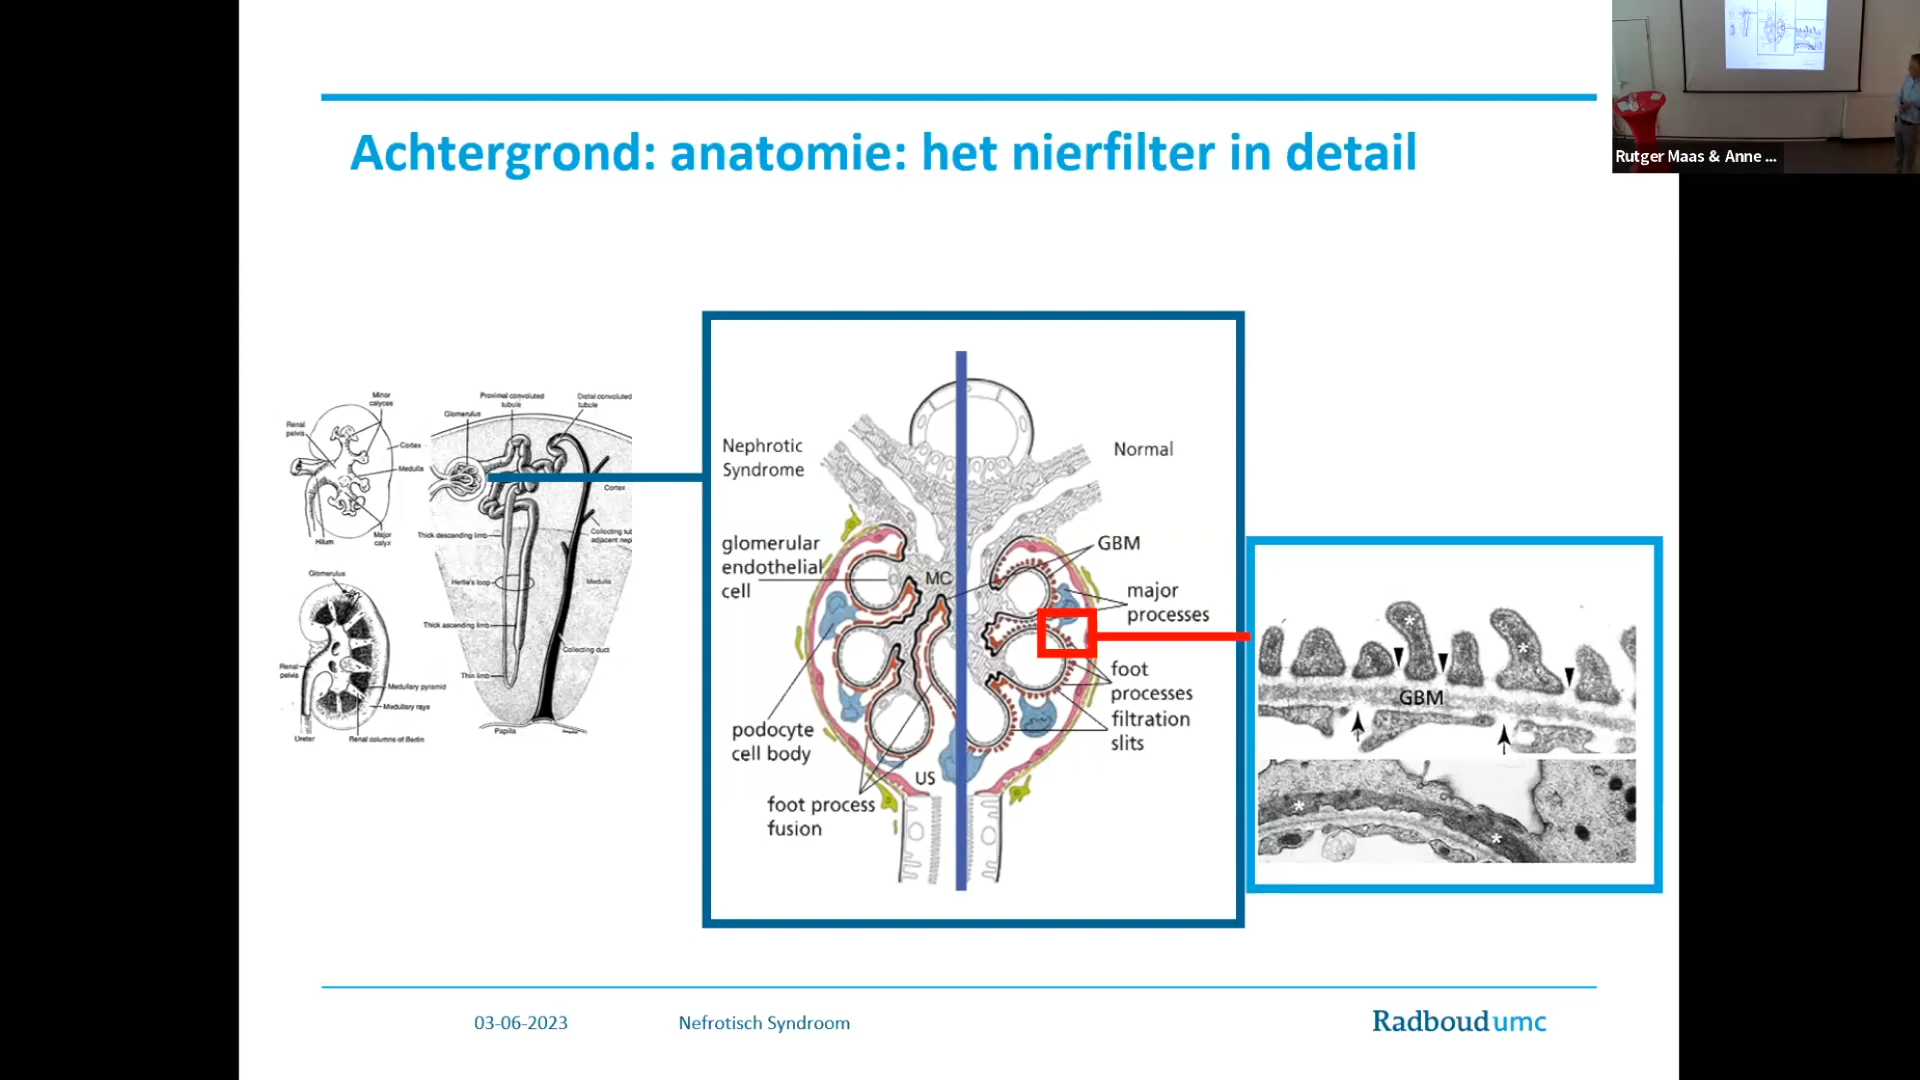 Achtergrond: anatomie: het nierfilter in detail
Rutger Maas & Anne ...
Minor
calyces
Renal
pelvis
Cortex
Medulla
Hilum
Major
calyx
Glomerulus
Renal
pelvis
Medullary pyramid
Medullary rays
Ureter
Renal columns of Bertin
Proximal convoluted
tubule
Distal convoluted
tubule
Glomerulus
Cortex
Thick descending limb
Collecting
adjacent
Henle's loop
Medulla
Thick ascending limb
Collecting duct
Thin limb
Papilla
Nephrotic
Syndrome
Normal
glomerular
endothelial
cell
MC
GBM
major
processes
foot
processes
filtration
slits
podocyte
cell body
US
foot process
fusion
GBM
03-06-2023
Nefrotisch Syndroom
Radboudumc